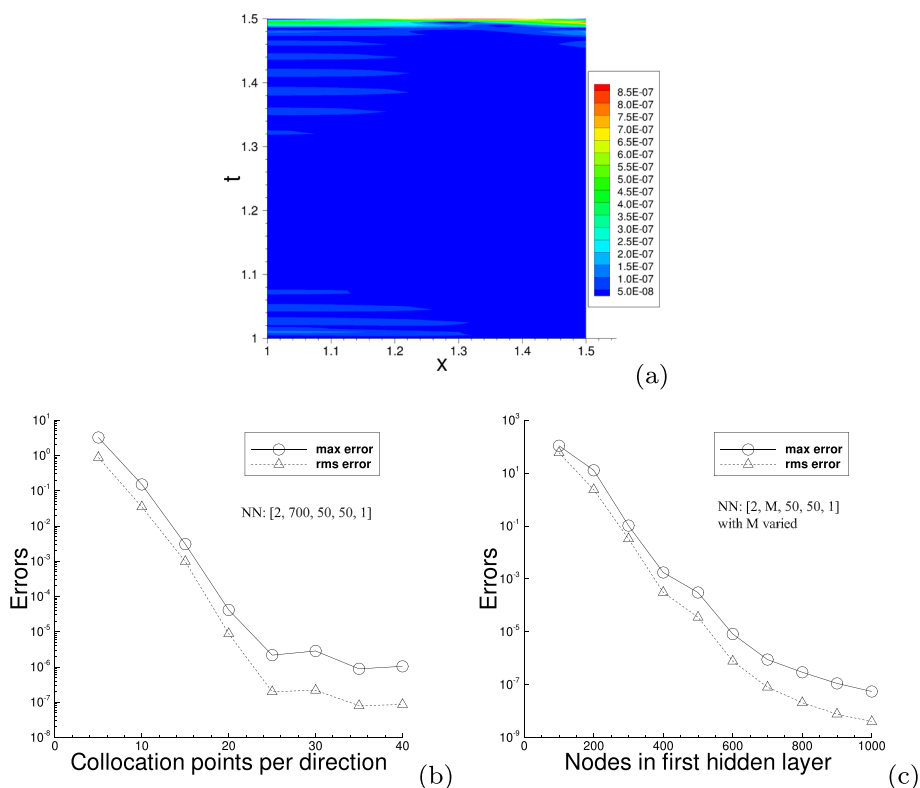 1.5
1.4
1.3
t
1.2
1.1
1
1 1.1 1.2 1.3 1.4 1.5
x
8.5E-07
8.0E-07
7.5E-07
7.0E-07
6.5E-07
6.0E-07
5.5E-07
5.0E-07
4.5E-07
4.0E-07
3.5E-07
3.0E-07
2.5E-07
2.0E-07
1.5E-07
1.0E-07
5.0E-08
(a)
10^1
10^0
10^-1
10^-2
10^-3
10^-4
10^-5
10^-6
10^-7
10^-8
Errors
max error
rms error
NN: [2, 700, 50, 50, 1]
0 10 20 30 40
Collocation points per direction
(b)
10^3
10^1
10^-1
10^-3
10^-5
10^-7
10^-9
Errors
max error
rms error
NN: [2, M, 50, 50, 1]
with M varied
0 200 400 600 800 1000
Nodes in first hidden layer
(c)